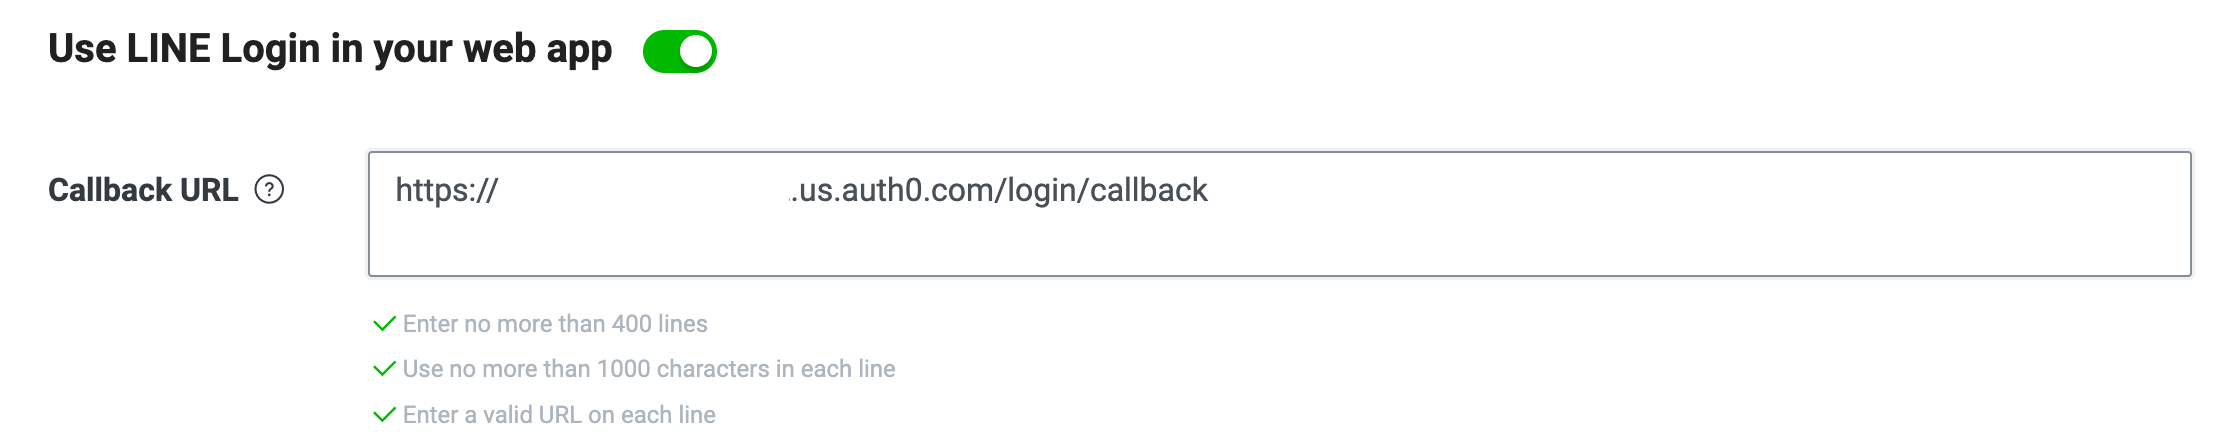 Use LINE Login in your web app
Callback URL ? https:// .us.auth0.com/login/callback
Enter no more than 400 lines
Use no more than 1000 characters in each line
Enter a valid URL on each line